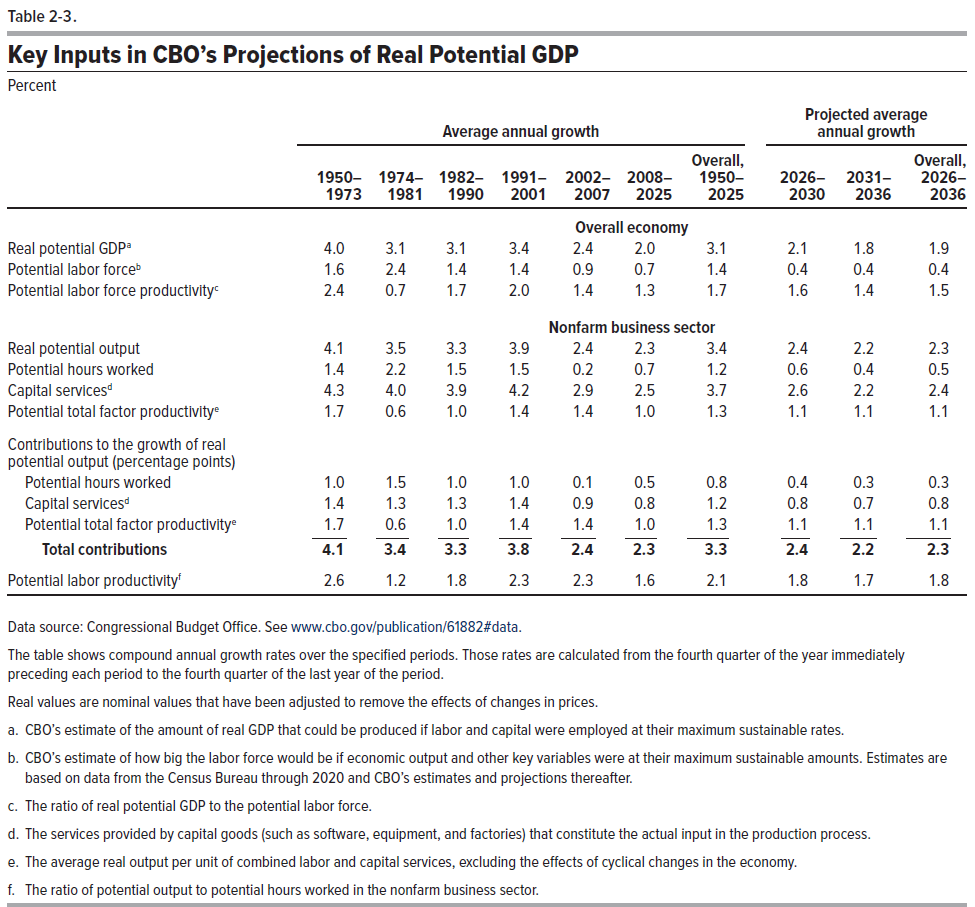 Table 2-3.
Key Inputs in CBO’s Projections of Real Potential GDP
Percent
Average annual growth
Projected average
annual growth
1950–
1973
1974–
1981
1982–
1990
1991–
2001
2002–
2007
2008–
2025
Overall,
1950–
2025
2026–
2030
2031–
2036
Overall,
2026–
2036
Overall economy
Real potential GDPᵃ 4.0 3.1 3.1 3.4 2.4 2.0 3.1 2.1 1.8 1.9
Potential labor forceᵇ 1.6 2.4 1.4 1.4 0.9 0.7 1.4 0.4 0.4 0.4
Potential labor force productivityᶜ 2.4 0.7 1.7 2.0 1.4 1.3 1.7 1.6 1.4 1.5
Nonfarm business sector
Real potential output 4.1 3.5 3.3 3.9 2.4 2.3 3.4 2.4 2.2 2.3
Potential hours worked 1.4 2.2 1.5 1.5 0.2 0.7 1.2 0.6 0.4 0.5
Capital servicesᵈ 4.3 4.0 3.9 4.2 2.9 2.5 3.7 2.6 2.2 2.4
Potential total factor productivityᵉ 1.7 0.6 1.0 1.4 1.4 1.0 1.3 1.1 1.1 1.1
Contributions to the growth of real
potential output (percentage points)
Potential hours worked 1.0 1.5 1.0 1.0 0.1 0.5 0.8 0.4 0.3 0.3
Capital servicesᵈ 1.4 1.3 1.3 1.4 0.9 0.8 1.2 0.8 0.7 0.8
Potential total factor productivityᵉ 1.7 0.6 1.0 1.4 1.4 1.0 1.3 1.1 1.1 1.1
Total contributions 4.1 3.4 3.3 3.8 2.4 2.3 3.3 2.4 2.2 2.3
Potential labor productivityᶠ 2.6 1.2 1.8 2.3 2.3 1.6 2.1 1.8 1.7 1.8
Data source: Congressional Budget Office. See www.cbo.gov/publication/61882#data.
The table shows compound annual growth rates over the specified periods. Those rates are calculated from the fourth quarter of the year immediately
preceding each period to the fourth quarter of the last year of the period.
Real values are nominal values that have been adjusted to remove the effects of changes in prices.
a. CBO’s estimate of the amount of real GDP that could be produced if labor and capital were employed at their maximum sustainable rates.
b. CBO’s estimate of how big the labor force would be if economic output and other key variables were at their maximum sustainable amounts. Estimates are
based on data from the Census Bureau through 2020 and CBO’s estimates and projections thereafter.
c. The ratio of real potential GDP to the potential labor force.
d. The services provided by capital goods (such as software, equipment, and factories) that constitute the actual input in the production process.
e. The average real output per unit of combined labor and capital services, excluding the effects of cyclical changes in the economy.
f. The ratio of potential output to potential hours worked in the nonfarm business sector.